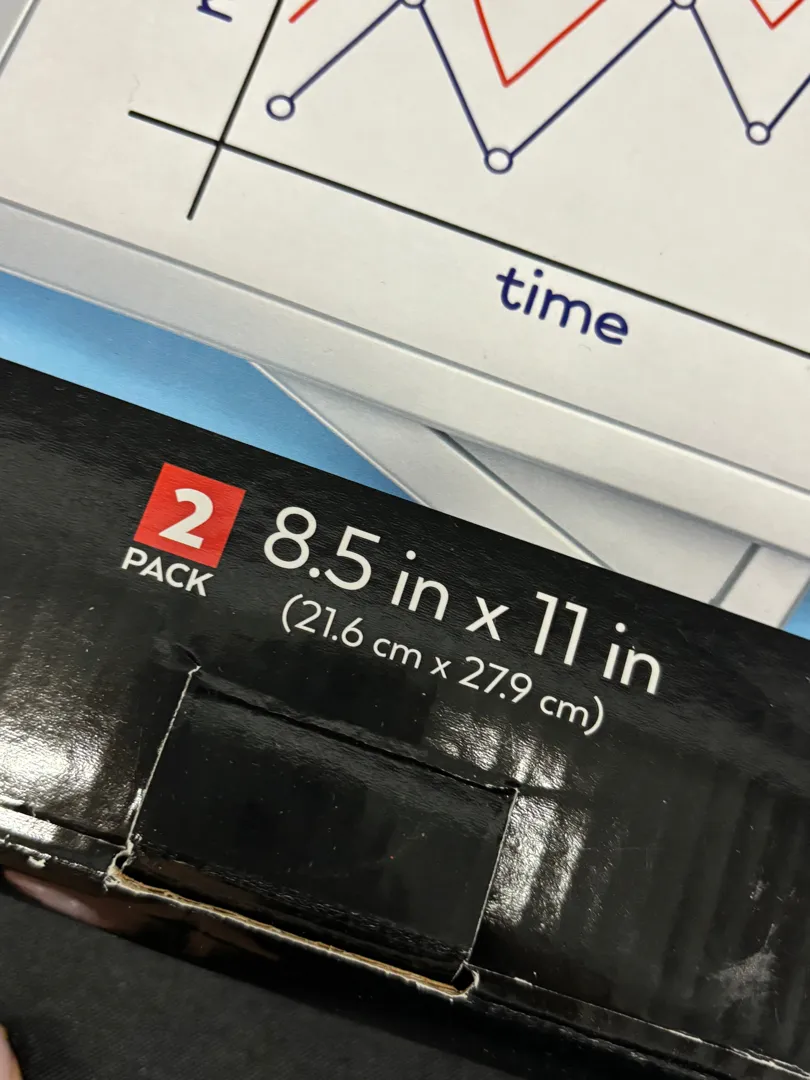 time
2
PACK
8.5 in x 11 in
(21.6 cm x 27.9 cm)